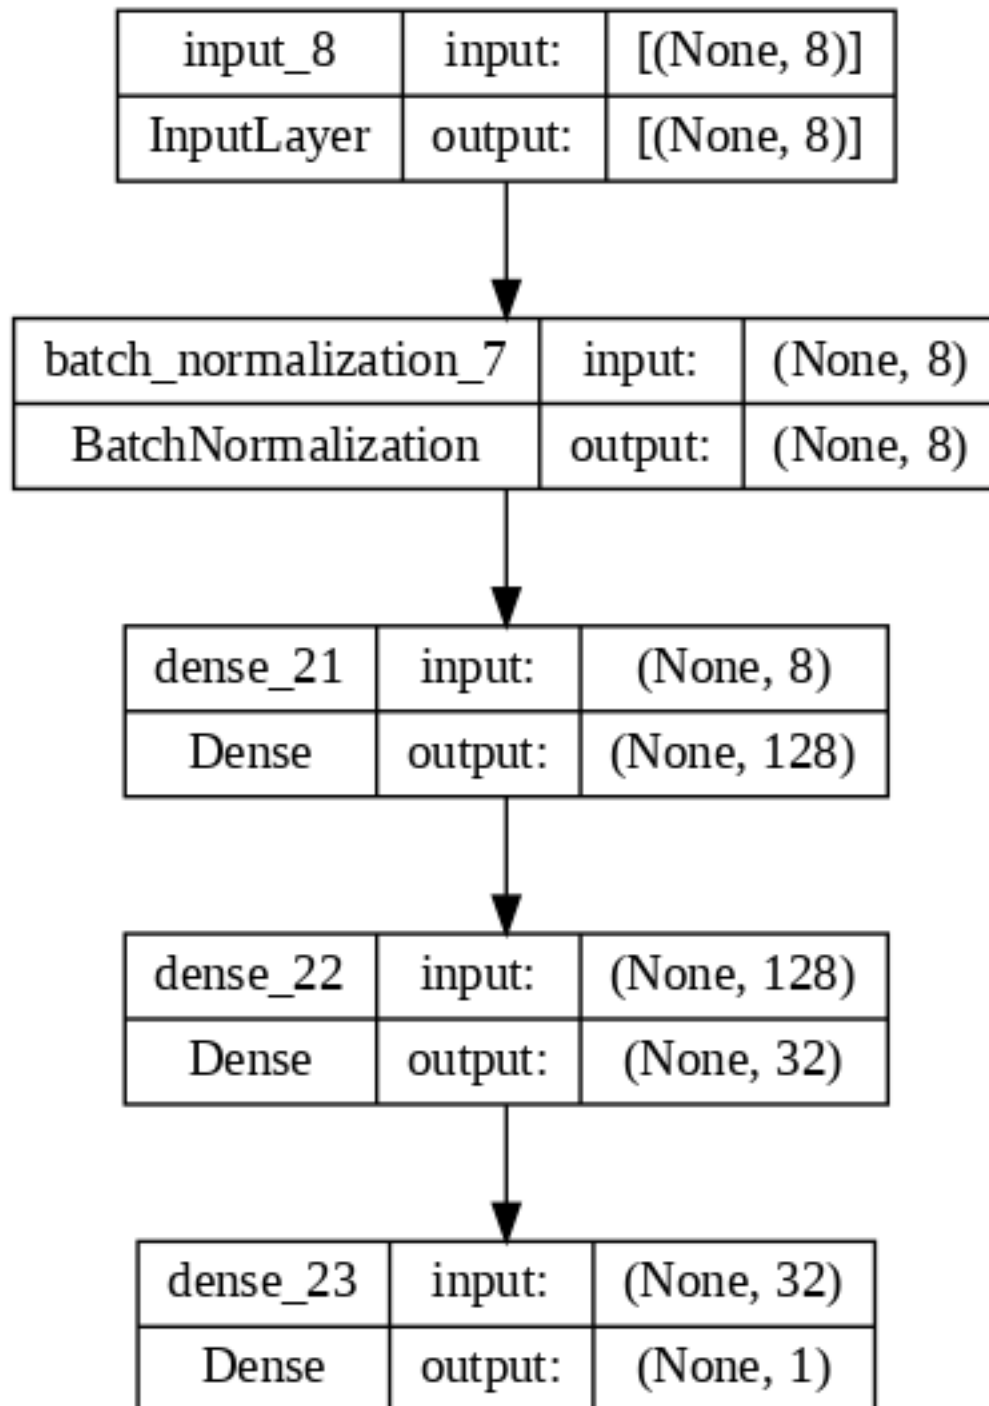 input_8 input: [(None, 8)]
InputLayer output: [(None, 8)]
batch_normalization_7 input: (None, 8)
BatchNormalization output: (None, 8)
dense_21 input: (None, 8)
Dense output: (None, 128)
dense_22 input: (None, 128)
Dense output: (None, 32)
dense_23 input: (None, 32)
Dense output: (None, 1)